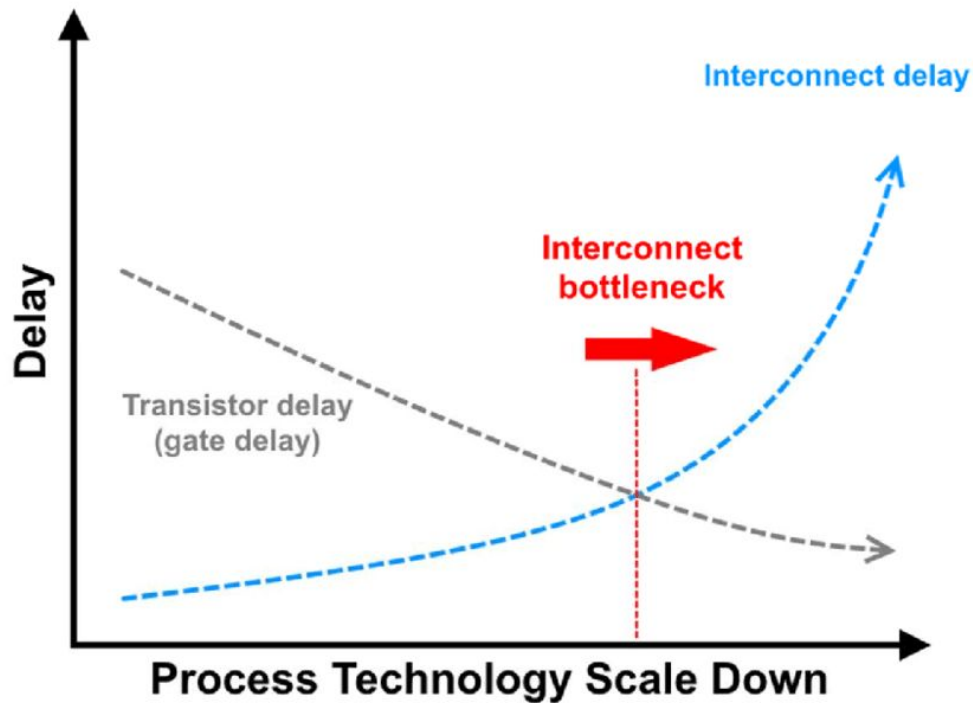 Interconnect delay
Interconnect
bottleneck
Delay
Transistor delay
(gate delay)
Process Technology Scale Down